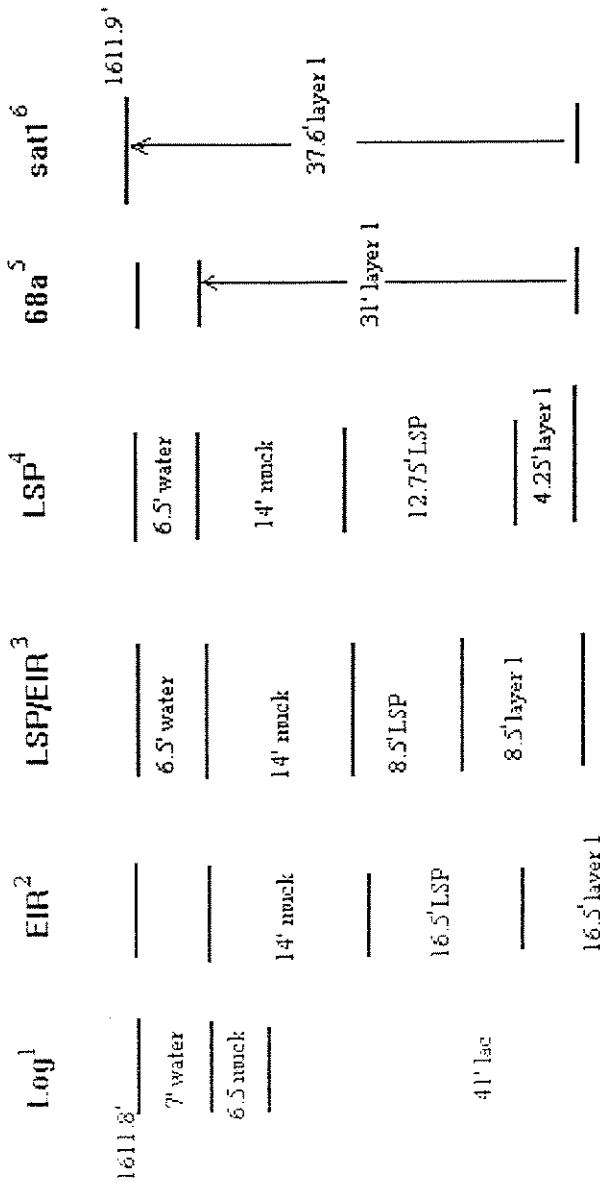 Log1
EIR2
LSP/EIR3
LSP4
68a5
sat16
1611.8'
7' water
6.5 muck
41' lac
14' muck
16.5' LSP
16.5' layer 1
6.5' water
14' muck
8.5' LSP
8.5' layer 1
6.5' water
14' muck
12.75' LSP
4.25' layer 1
31' layer 1
1611.9'
37.6' layer 1